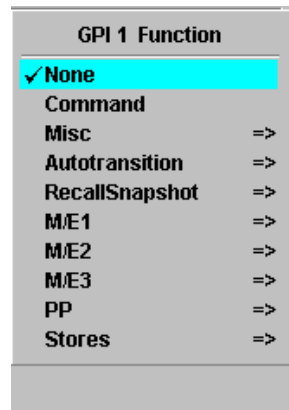 GPI 1 Function
✓None
Command
Misc =>
Autotransition =>
RecallSnapshot =>
M/E1 =>
M/E2 =>
M/E3 =>
PP =>
Stores =>